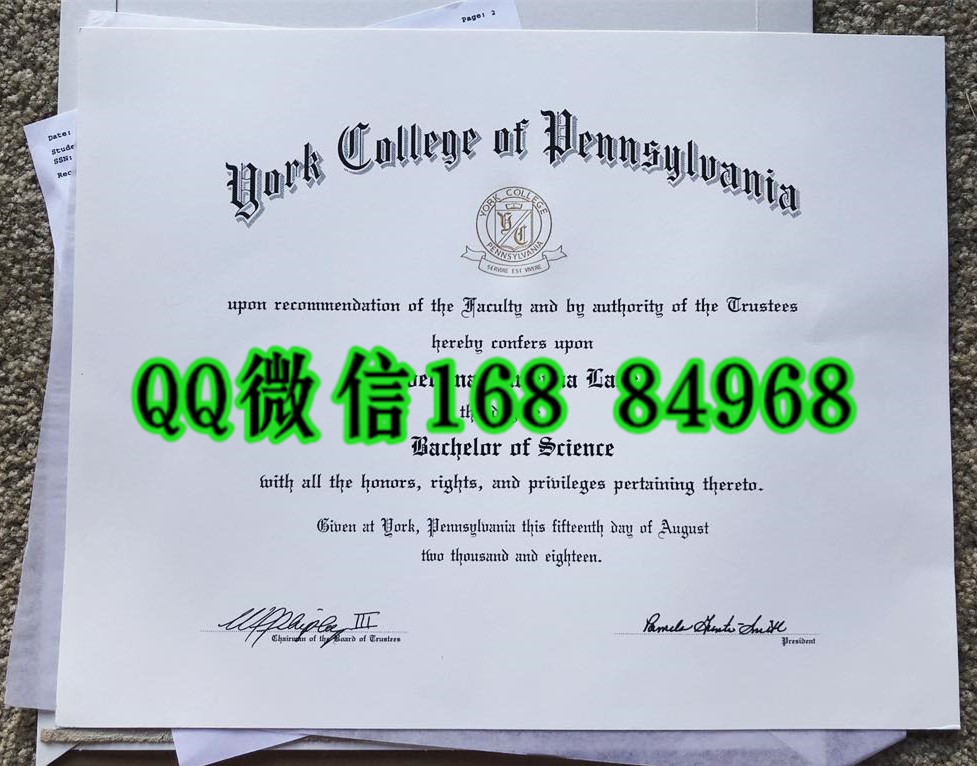 Page: 2
Date:
Stude
SSN:
Rec
York College of Pennsylvania
YORK COLLEGE
Y C
PENNSYLVANIA
SERVIRE EST VIVERE
upon recommendation of the Faculty and by authority of the Trustees
hereby confers upon
QQ微信168 84968
Bachelor of Science
with all the honors, rights, and privileges pertaining thereto.
Given at York, Pennsylvania this fifteenth day of August
two thousand and eighteen.
III
Chairman of the Board of Trustees
President